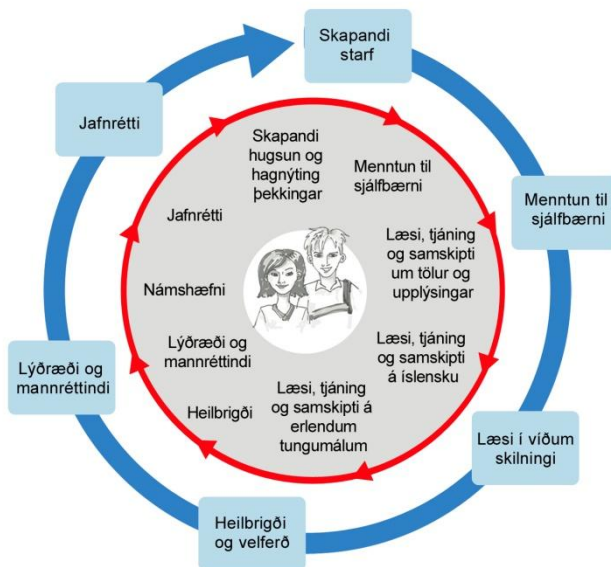 Skapandi
starf
Menntun til
sjálfbærni
Læsi í víðum
skilningi
Heilbrigði
og velferð
Lýðræði og
mannréttindi
Jafnrétti
Skapandi
hugsun og
hagnýting
þekkingar
Menntun til
sjálfbærni
Læsi, tjáning
og samskipti
um tölur og
upplýsingar
Læsi, tjáning
og samskipti
á íslensku
Læsi, tjáning
og samskipti á
erlendum
tungumálum
Heilbrigði
Lýðræði og
mannréttindi
Námshæfni
Jafnrétti